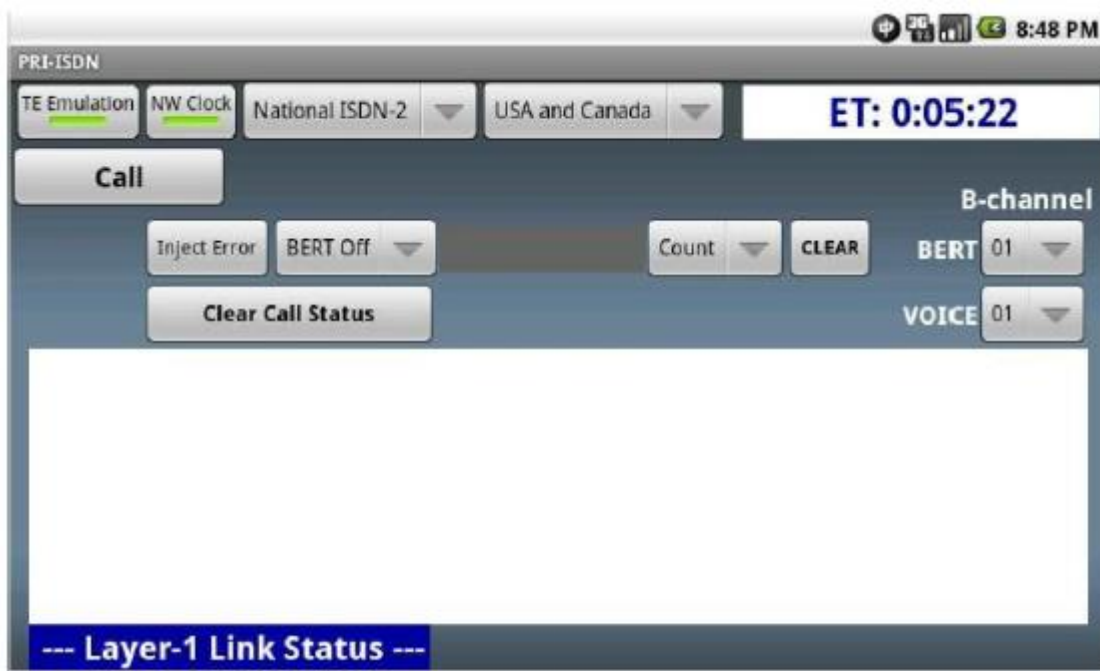 8:48 PM
PRI-ISDN
TE Emulation NW Clock National ISDN-2 USA and Canada ET: 0:05:22
Call
B-channel
Inject Error BERT Off Count CLEAR BERT 01
Clear Call Status VOICE 01
--- Layer-1 Link Status ---